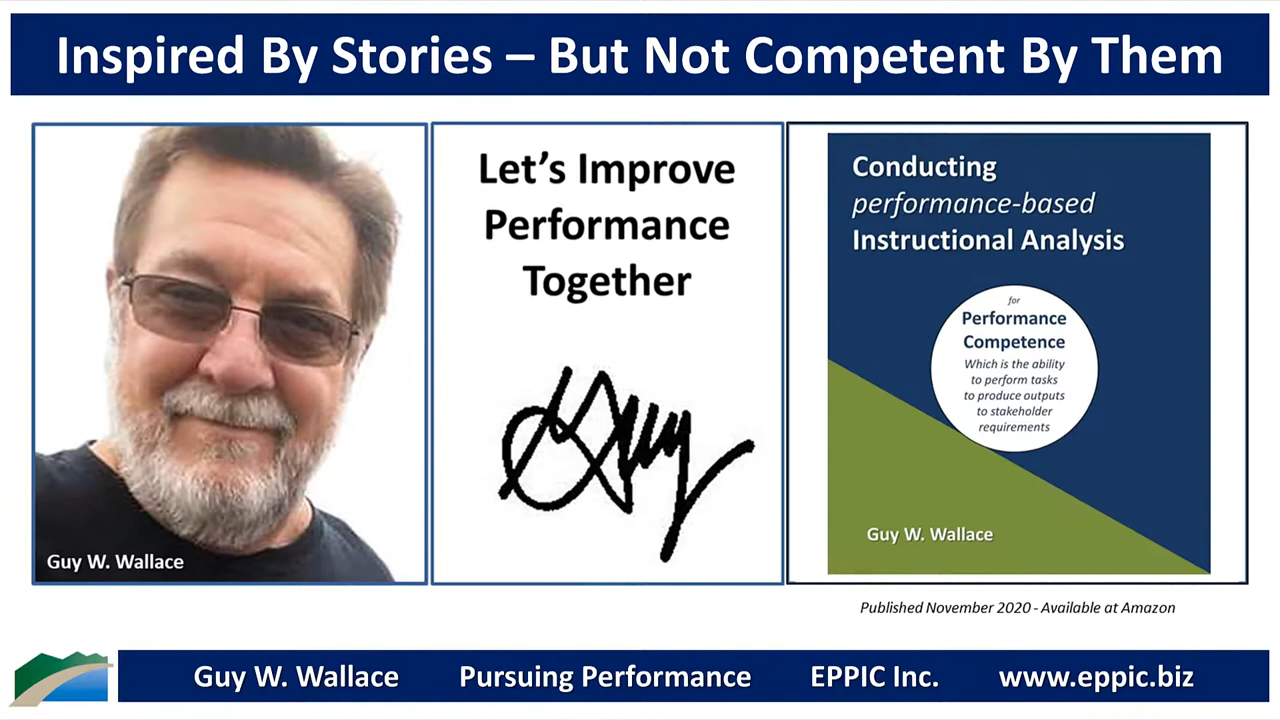 Inspired By Stories – But Not Competent By Them
Guy W. Wallace
Let's Improve
Performance
Together
Guy
Conducting
performance-based
Instructional Analysis
for
Performance
Competence
Which is the ability
to perform tasks
to produce outputs
to stakeholder
requirements
Guy W. Wallace
Published November 2020 - Available at Amazon
Guy W. Wallace Pursuing Performance EPPIC Inc. www.eppic.biz